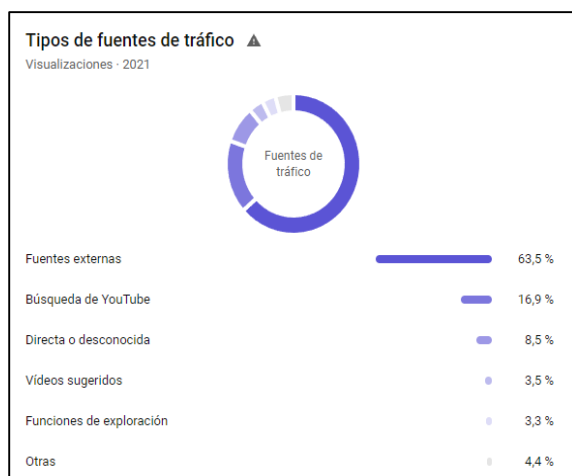 Tipos de fuentes de tráfico
Visualizaciones · 2021
Fuentes de
tráfico
Fuentes externas 63,5 %
Búsqueda de YouTube 16,9 %
Directa o desconocida 8,5 %
Vídeos sugeridos 3,5 %
Funciones de exploración 3,3 %
Otras 4,4 %